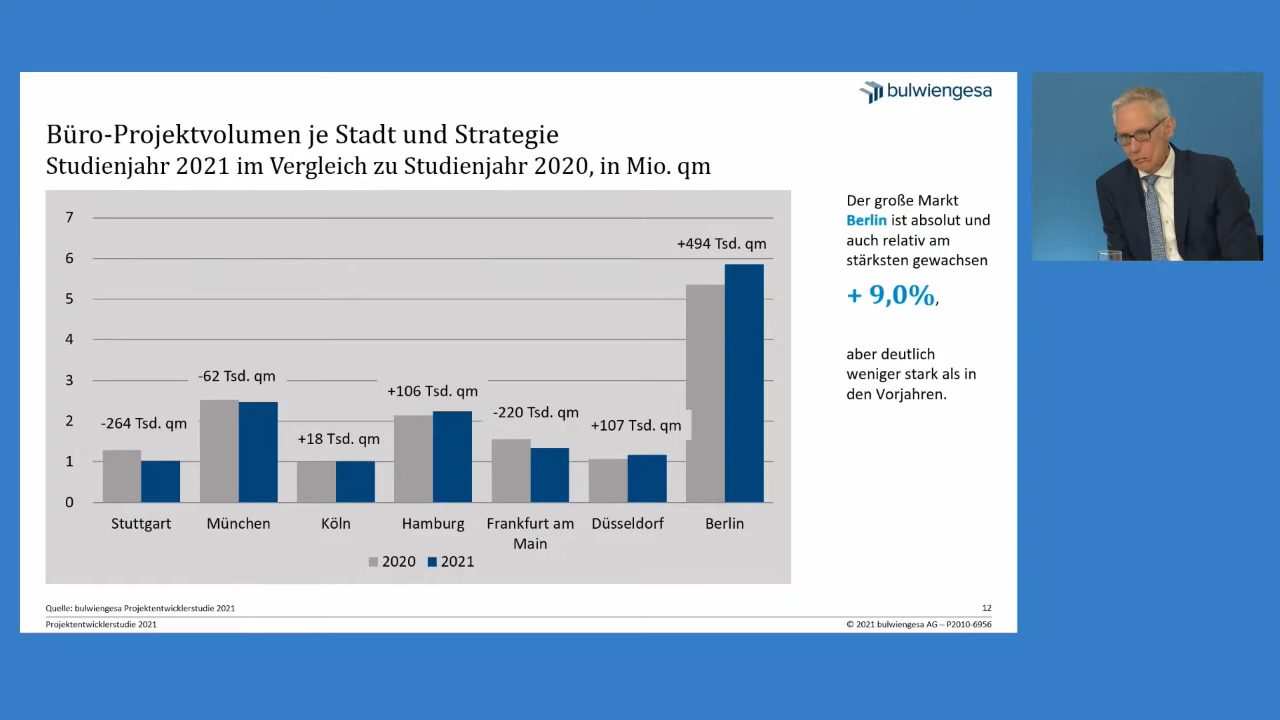 bulwiengesa
Büro-Projektvolumen je Stadt und Strategie
Studienjahr 2021 im Vergleich zu Studienjahr 2020, in Mio. qm
7
6
5
4
3
2
1
0
-264 Tsd. qm
-62 Tsd. qm
+18 Tsd. qm
+106 Tsd. qm
-220 Tsd. qm
+107 Tsd. qm
+494 Tsd. qm
Stuttgart
München
Köln
Hamburg
Frankfurt am
Main
Düsseldorf
Berlin
2020 2021
Der große Markt
Berlin ist absolut und
auch relativ am
stärksten gewachsen
+ 9,0%,
aber deutlich
weniger stark als in
den Vorjahren.
Quelle: bulwiengesa Projektentwicklerstudie 2021
12
Projektentwicklerstudie 2021
© 2021 bulwiengesa AG – P2010-6956